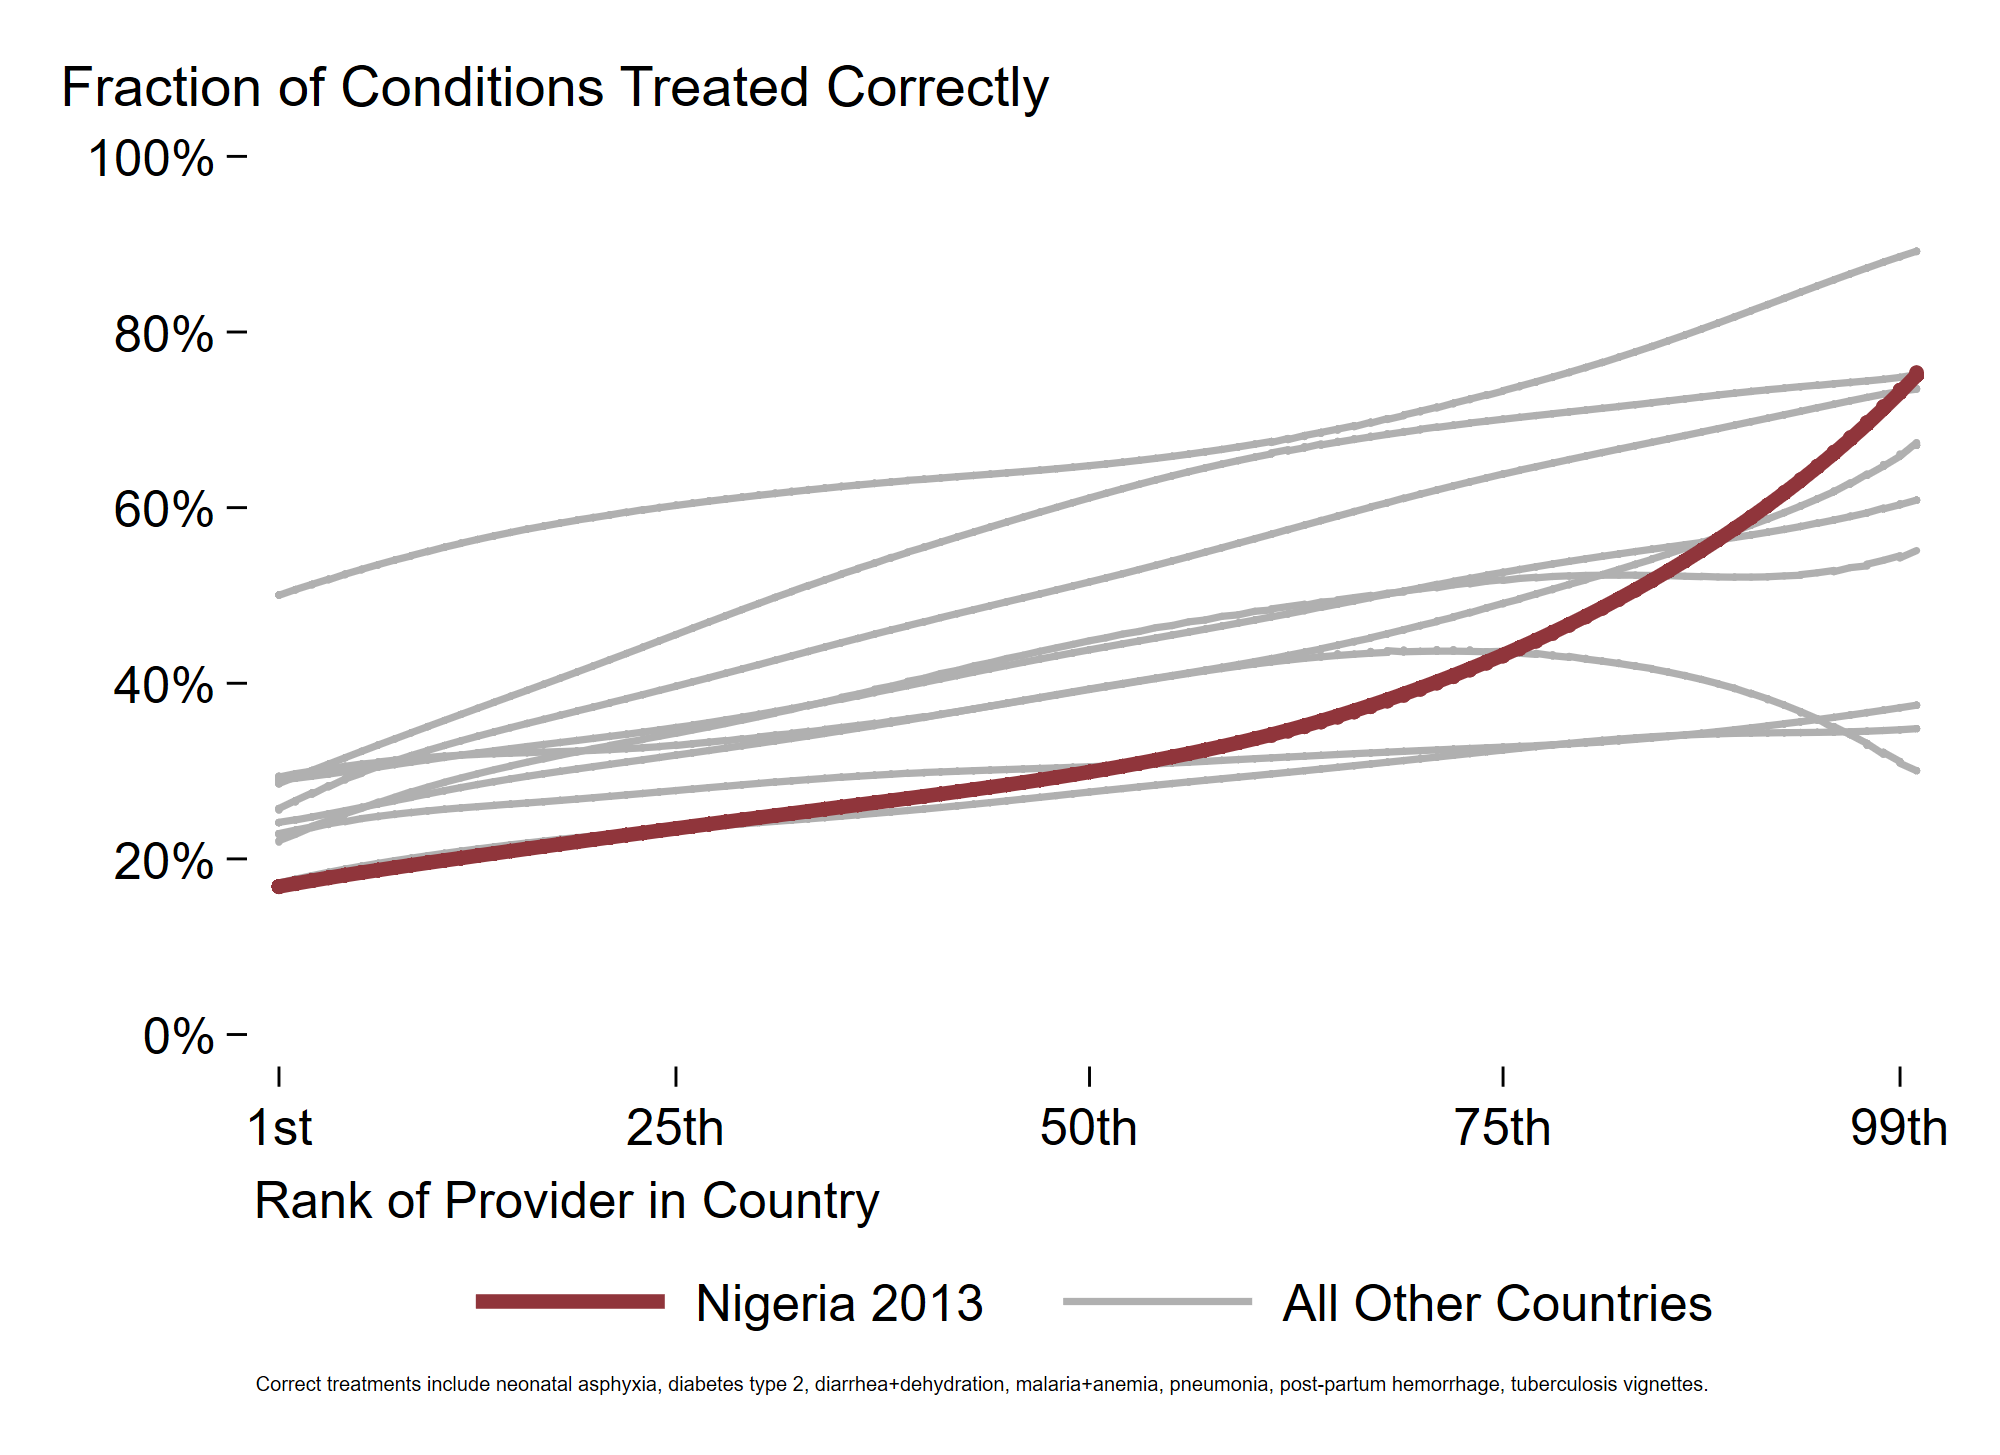 Fraction of Conditions Treated Correctly
100%
80%
60%
40%
20%
0%
1st 25th 50th 75th 99th
Rank of Provider in Country
Nigeria 2013 All Other Countries
Correct treatments include neonatal asphyxia, diabetes type 2, diarrhea+dehydration, malaria+anemia, pneumonia, post-partum hemorrhage, tuberculosis vignettes.